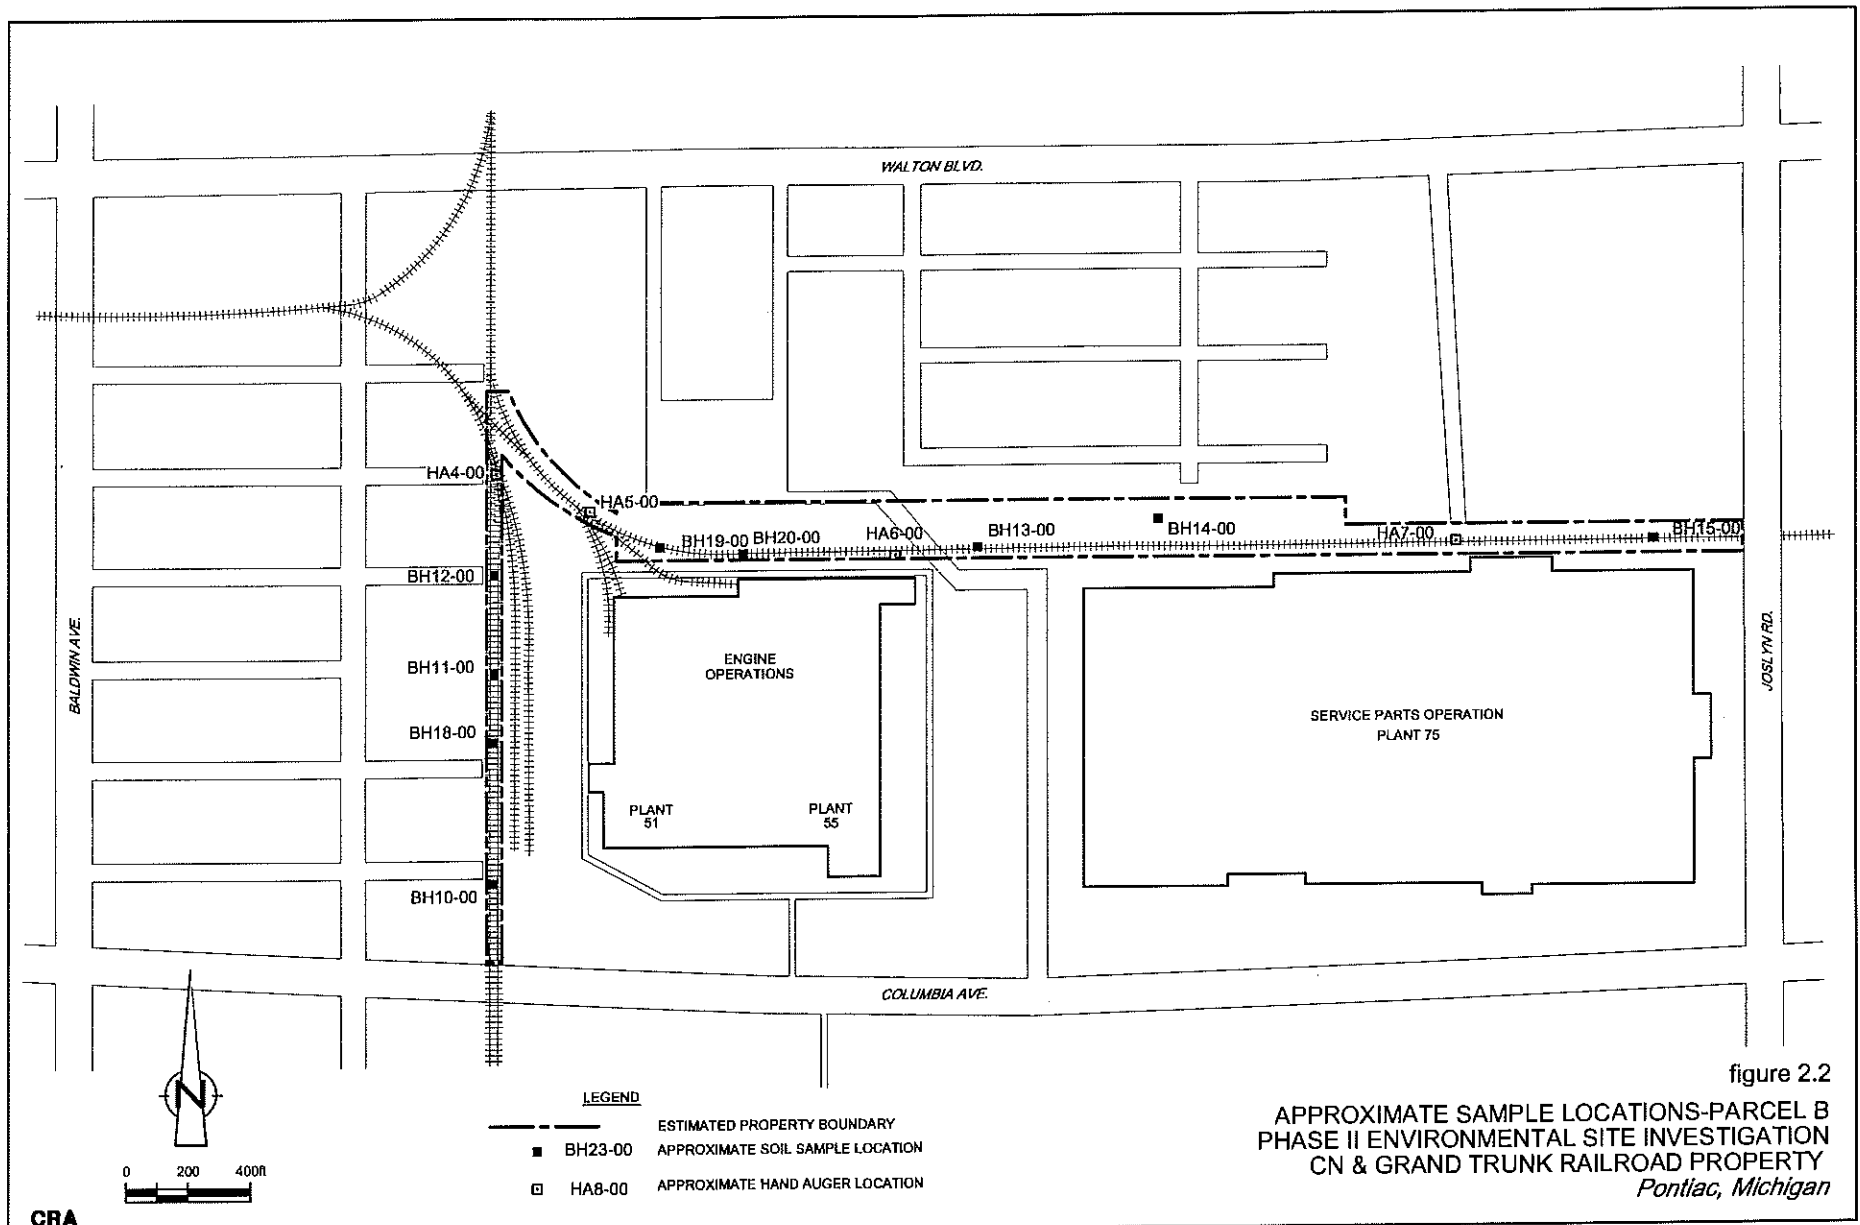 WALTON BLVD.
HA4-00
HA5-00
BH19-00
BH20-00
HA6-00
BH13-00
BH14-00
HA7-00
BH15-00
BH12-00
BH11-00
BH18-00
BH10-00
BALDWIN AVE.
ENGINE
OPERATIONS
PLANT
51
PLANT
55
SERVICE PARTS OPERATION
PLANT 75
JOSLYN RD.
COLUMBIA AVE.
N
0 200 400ft
LEGEND
ESTIMATED PROPERTY BOUNDARY
BH23-00 APPROXIMATE SOIL SAMPLE LOCATION
HA8-00 APPROXIMATE HAND AUGER LOCATION
figure 2.2
APPROXIMATE SAMPLE LOCATIONS-PARCEL B
PHASE II ENVIRONMENTAL SITE INVESTIGATION
CN & GRAND TRUNK RAILROAD PROPERTY
Pontiac, Michigan
CRA